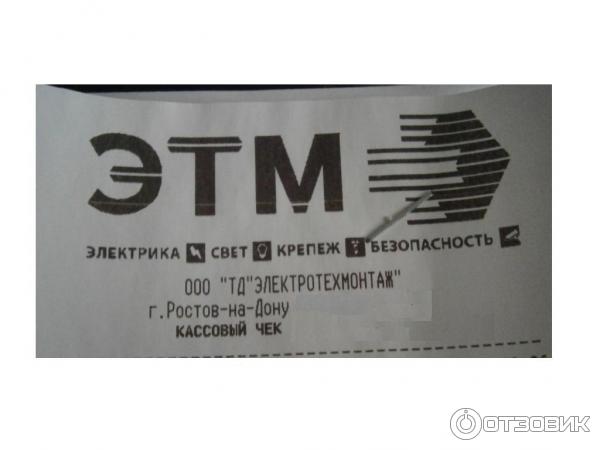 ЭТМ
ЭЛЕКТРИКА СВЕТ КРЕПЕЖ БЕЗОПАСНОСТЬ
ООО "ТД"ЭЛЕКТРОТЕХМОНТАЖ"
г.Ростов-на-Дону
КАССОВЫЙ ЧЕК
ОТЗОВИК